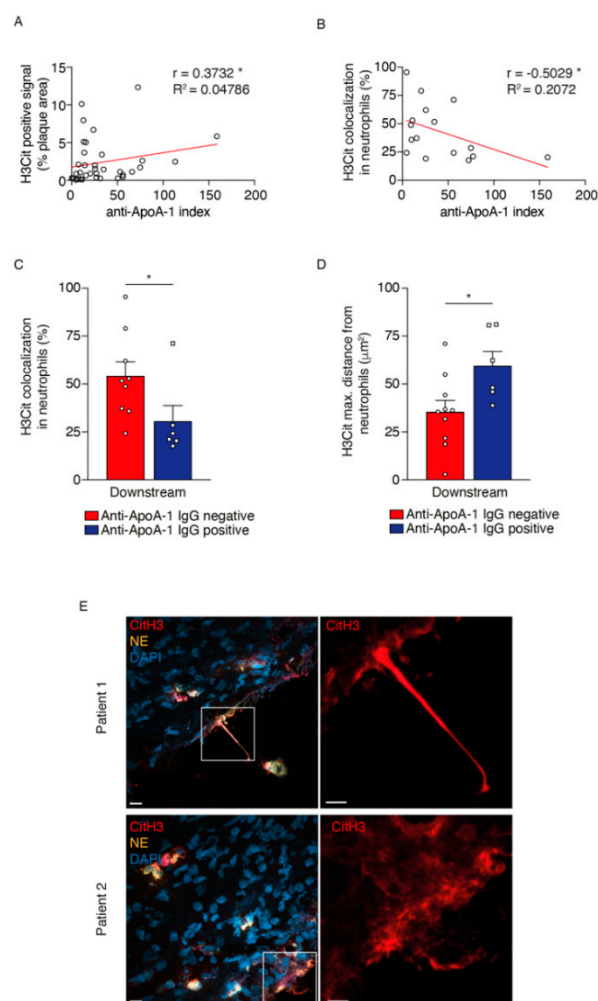 A
H3Cit positive signal
(% plaque area)
r = 0.3732 *
R² = 0.04786
15
10
5
0
0 50 100 150 200
anti-ApoA-1 index
B
H3Cit colocalization
in neutrophils (%)
r = -0.5029 *
R² = 0.2072
100
75
50
25
0
0 50 100 150 200
anti-ApoA-1 index
C
H3Cit colocalization
in neutrophils (%)
*
100
75
50
25
0
Downstream
Anti-ApoA-1 IgG negative
Anti-ApoA-1 IgG positive
D
H3Cit max. distance from
neutrophils (µm²)
*
100
75
50
25
0
Downstream
Anti-ApoA-1 IgG negative
Anti-ApoA-1 IgG positive
E
Patient 1
CitH3
NE
DAPI
CitH3
Patient 2
CitH3
NE
DAPI
CitH3